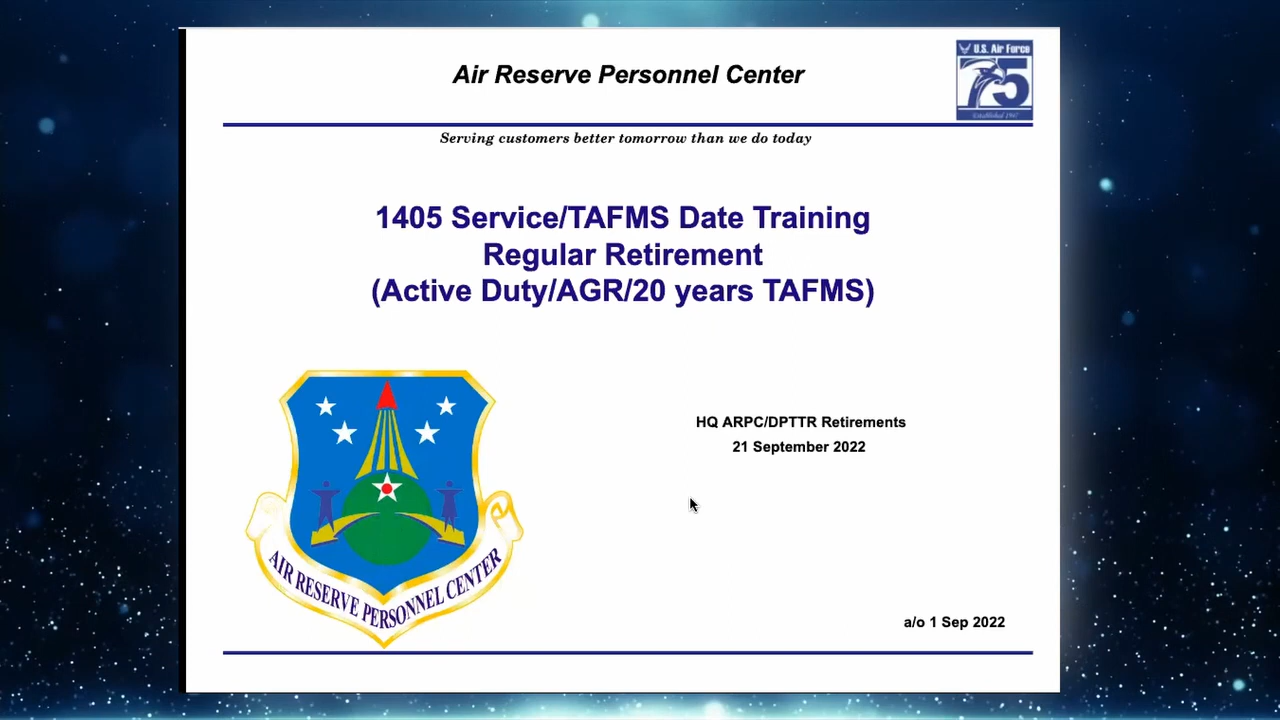 Air Reserve Personnel Center
U.S. Air Force
75
Established 1947
Serving customers better tomorrow than we do today
1405 Service/TAFMS Date Training
Regular Retirement
(Active Duty/AGR/20 years TAFMS)
HQ ARPC/DPTTR Retirements
21 September 2022
AIR RESERVE PERSONNEL CENTER
a/o 1 Sep 2022